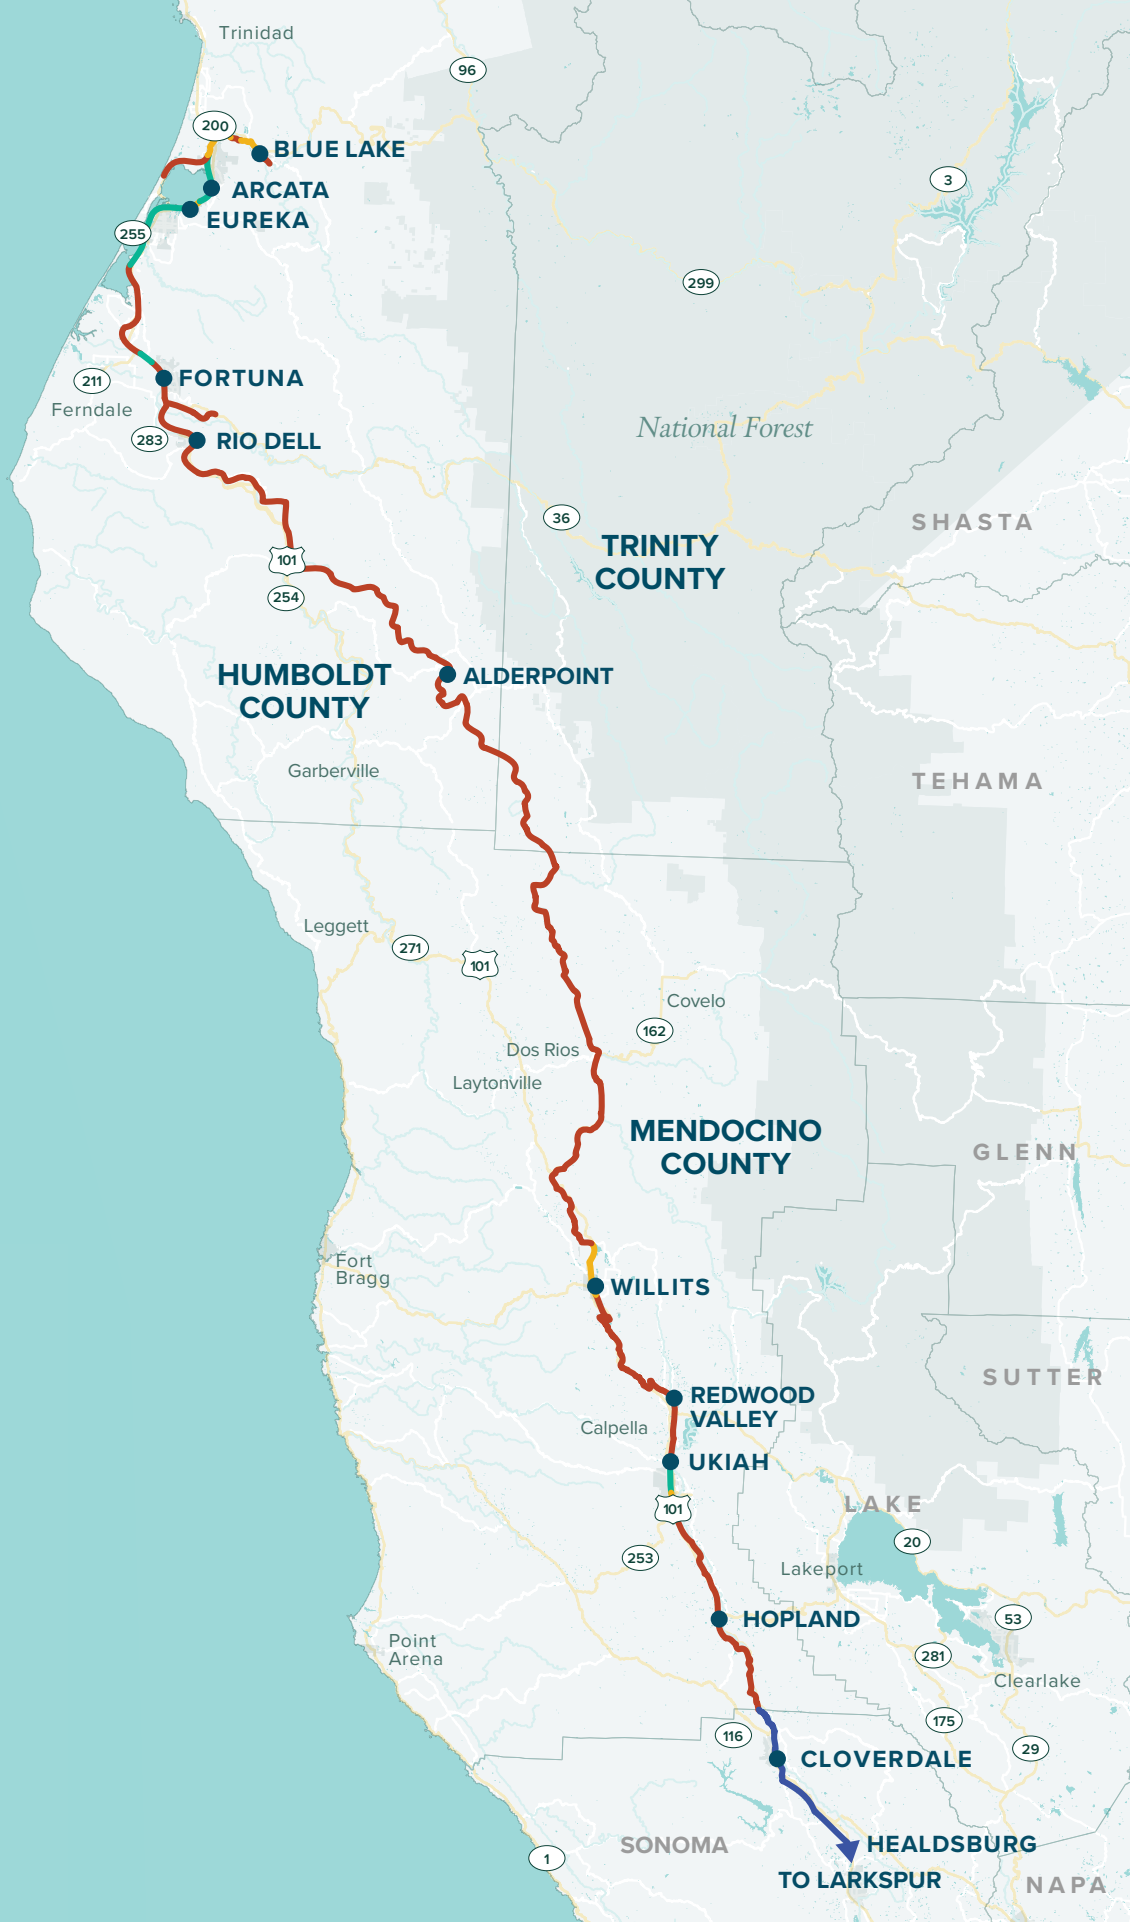 Trinidad
96
200
BLUE LAKE
3
ARCATA
EUREKA
255
299
211
FORTUNA
Ferndale
National Forest
283
RIO DELL
36
SHASTA
TRINITY
COUNTY
101
254
HUMBOLDT
COUNTY
ALDERPOINT
Garberville
TEHAMA
Leggett
271
101
Covelo
162
Dos Rios
Laytonville
MENDOCINO
COUNTY
GLENN
Fort
Bragg
WILLITS
SUTTER
REDWOOD
VALLEY
Calpella
UKIAH
101
LAKE
20
253
Lakeport
HOPLAND
53
Point
Arena
281
Clearlake
175
116
29
CLOVERDALE
SONOMA
HEALDSBURG
1
TO LARKSPUR
NAPA